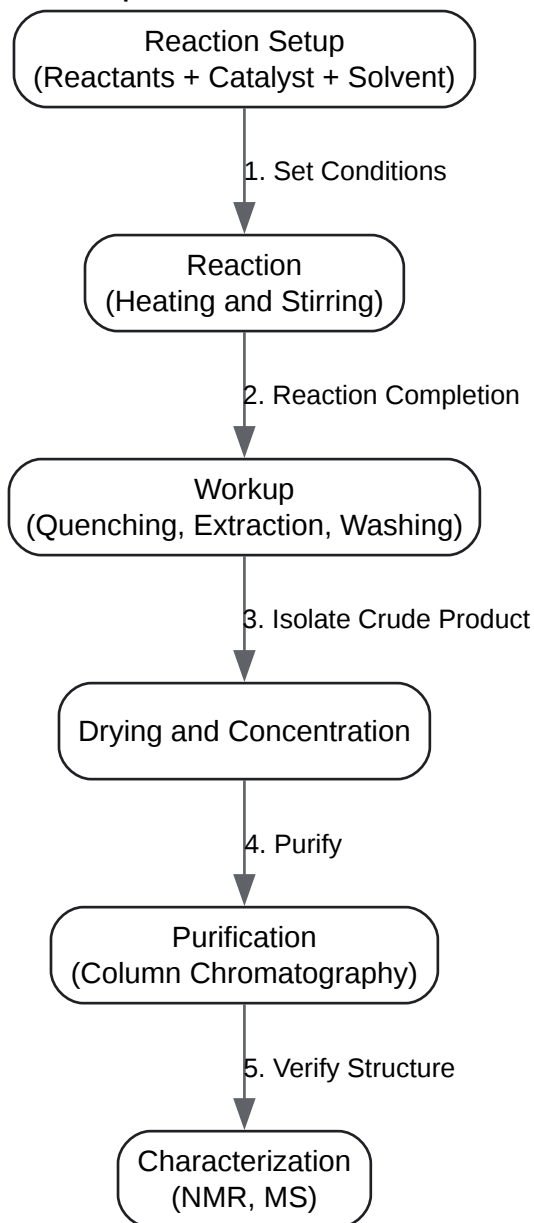 Reaction Setup
(Reactants + Catalyst + Solvent)
1. Set Conditions
Reaction
(Heating and Stirring)
2. Reaction Completion
Workup
(Quenching, Extraction, Washing)
3. Isolate Crude Product
Drying and Concentration
4. Purify
Purification
(Column Chromatography)
5. Verify Structure
Characterization
(NMR, MS)